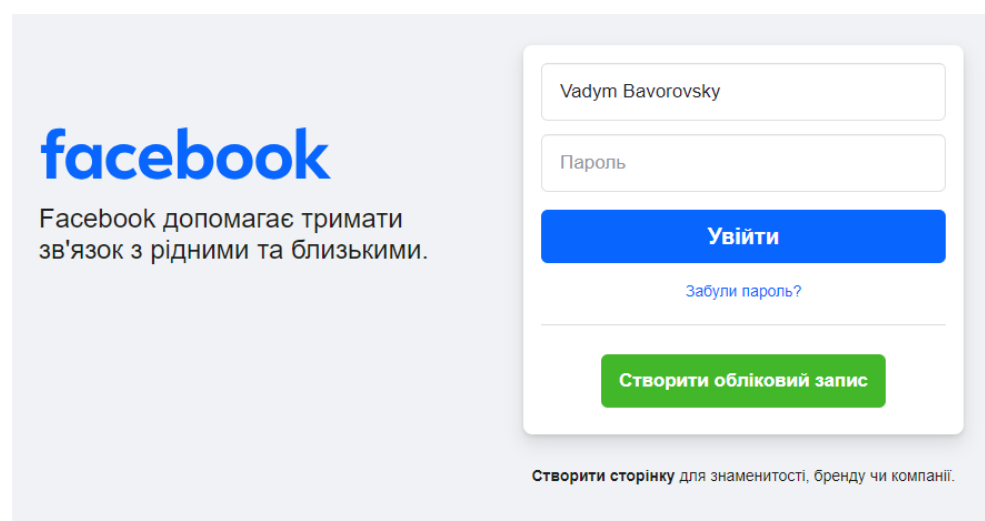 facebook
Facebook допомагає тримати
зв'язок з рідними та близькими.
Vadym Bavorovsky
Пароль
Увійти
Забули пароль?
Створити обліковий запис
Створити сторінку для знаменитості, бренду чи компанії.